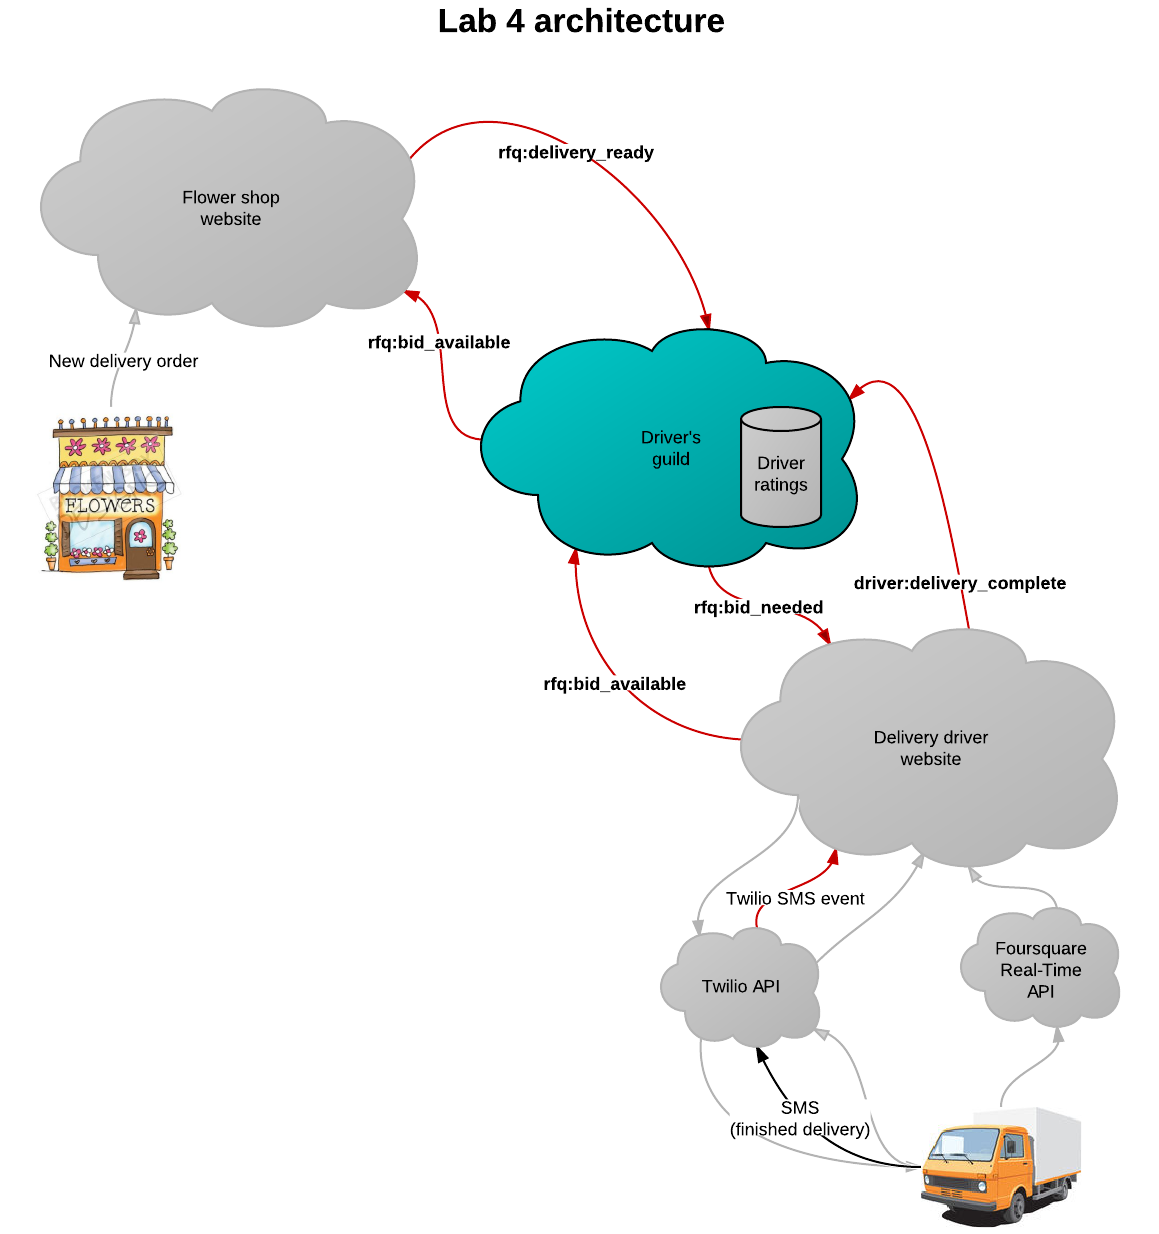 Lab 4 architecture
rfq:delivery_ready
Flower shop
website
rfq:bid_available
New delivery order
FLOWERS
Driver's
guild
Driver
ratings
driver:delivery_complete
rfq:bid_needed
rfq:bid_available
Delivery driver
website
Twilio SMS event
Twilio API
Foursquare
Real-Time
API
SMS
(finished delivery)